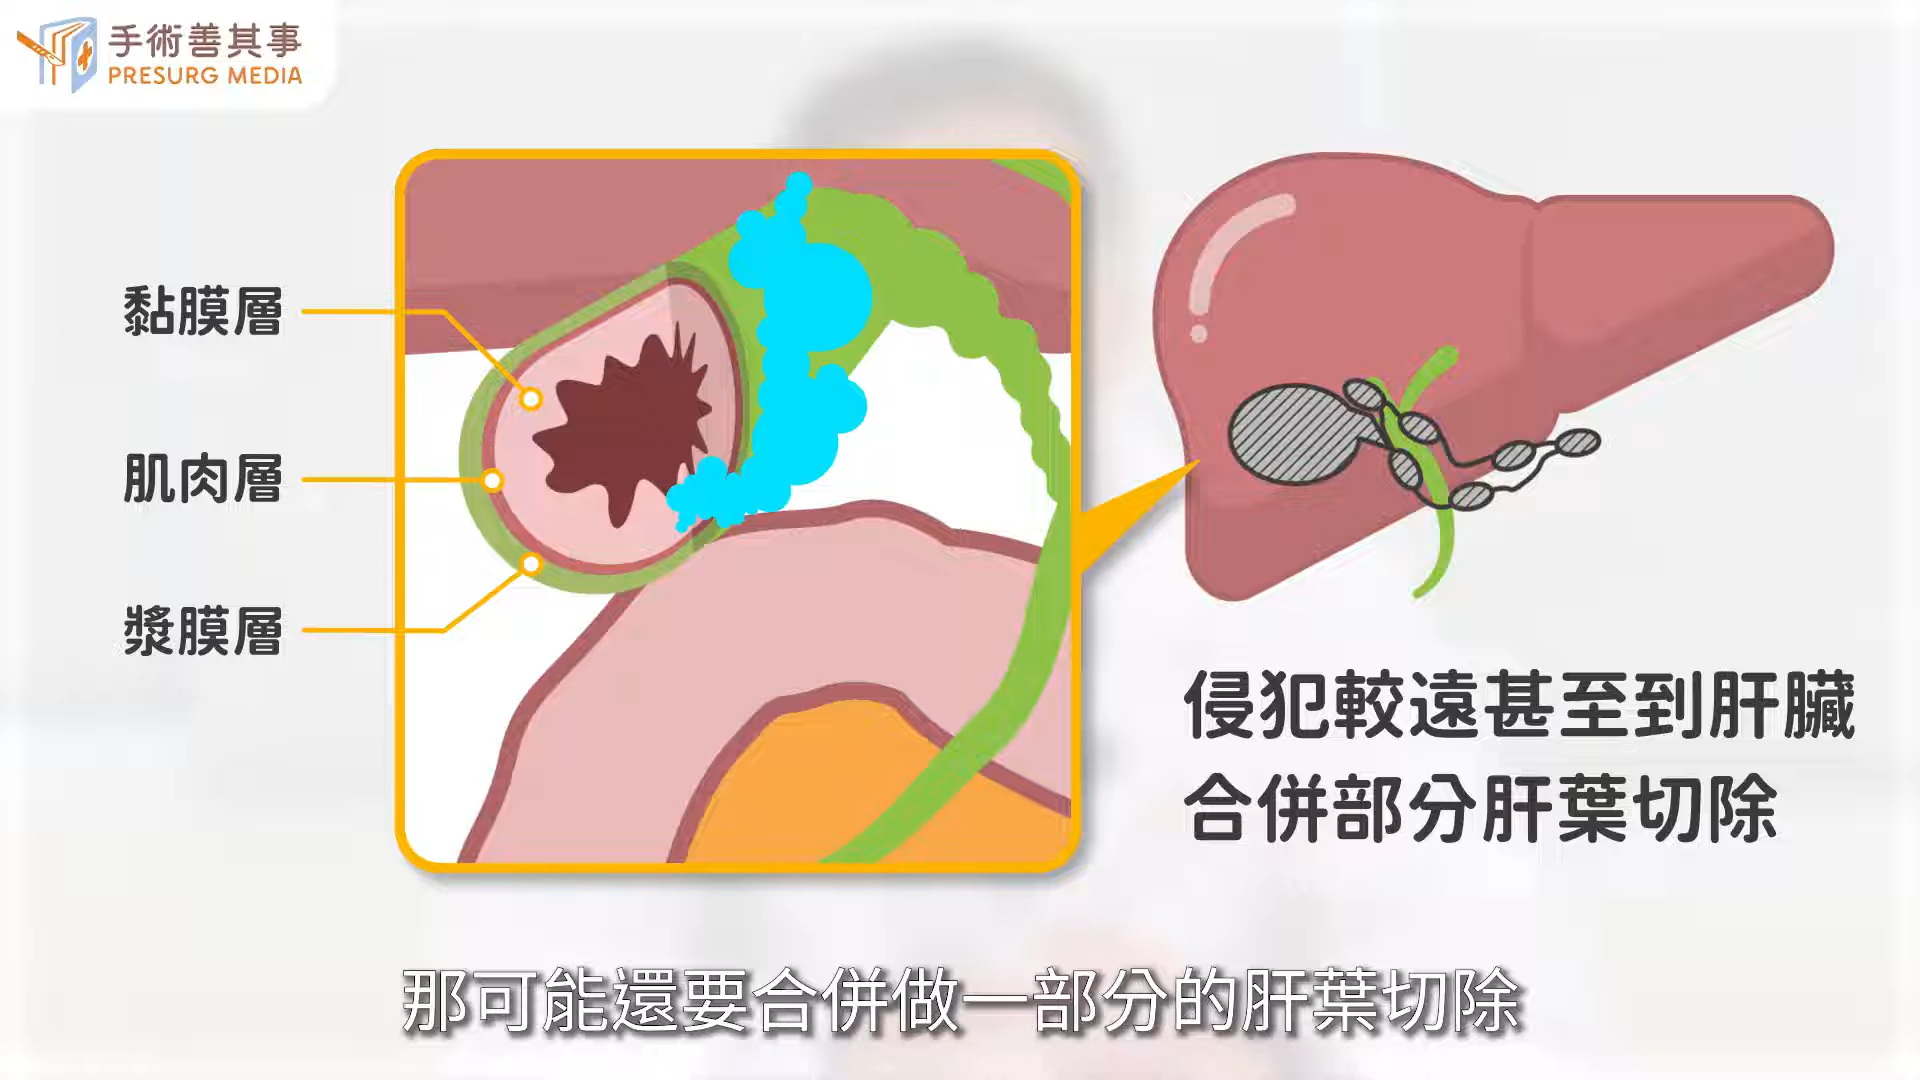 手術善其事
PRESURG MEDIA
黏膜層
肌肉層
漿膜層
侵犯較遠甚至到肝臟
合併部分肝葉切除
那可能還要合併做一部分的肝葉切除